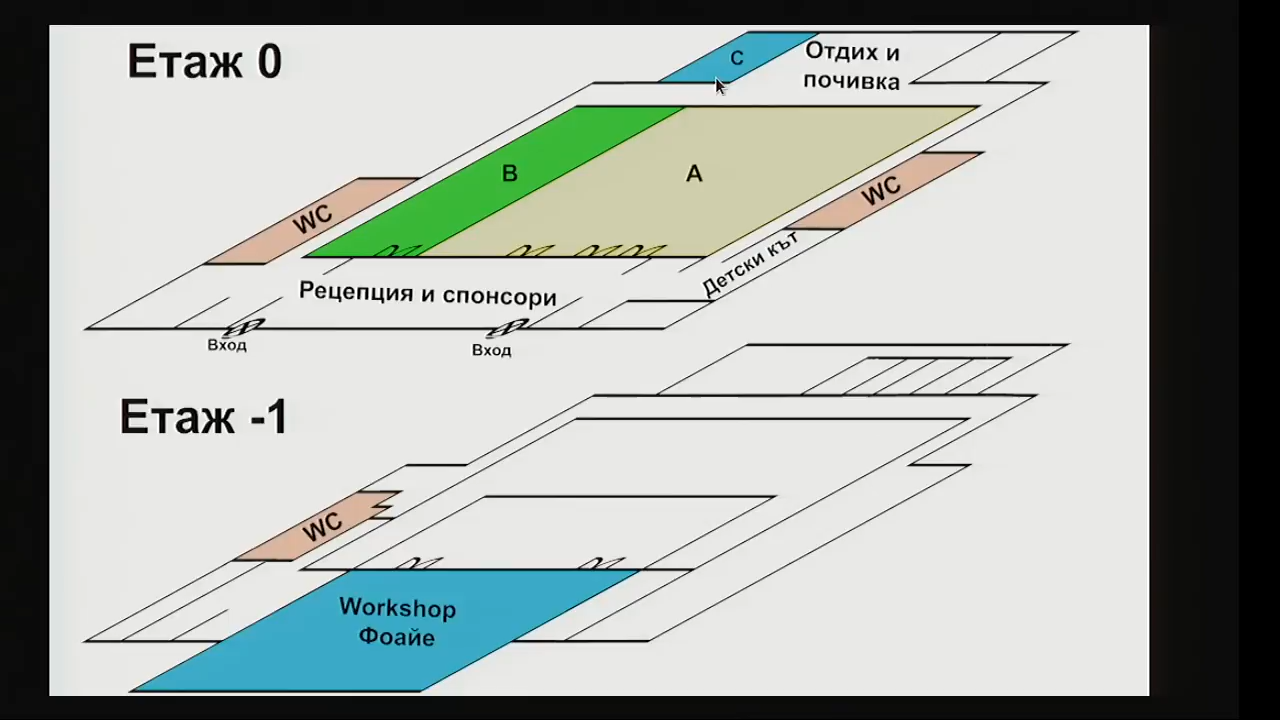 Етаж 0
C
Отдих и
почивка
B
A
WC
WC
Детски кът
Рецепция и спонсори
Вход
Вход
Етаж -1
WC
Workshop
Фоайе